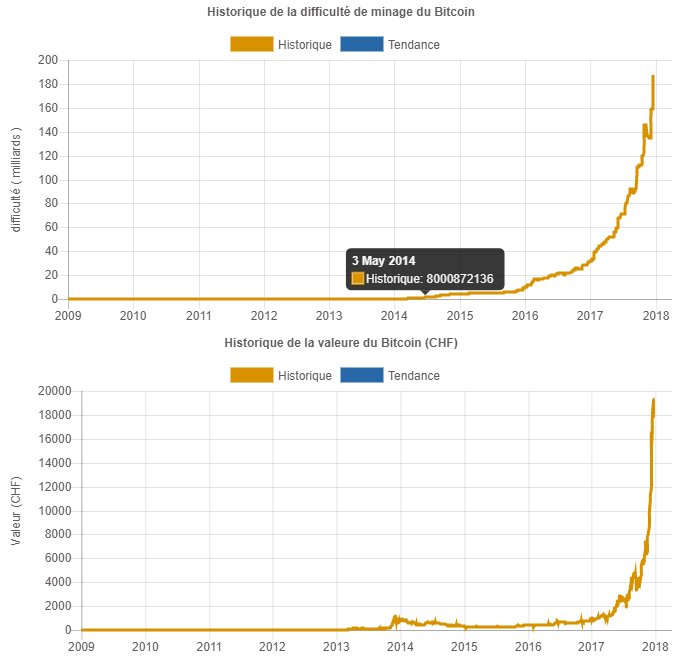 Historique de la difficulté de minage du Bitcoin
Historique Tendance
200
180
160
140
120
100
80
60
40
20
0
difficulté ( milliards )
3 May 2014
Historique: 8000872136
2009 2010 2011 2012 2013 2014 2015 2016 2017 2018
Historique de la valeure du Bitcoin (CHF)
Historique Tendance
20000
18000
16000
14000
12000
10000
8000
6000
4000
2000
0
Valeur (CHF)
2009 2010 2011 2012 2013 2014 2015 2016 2017 2018